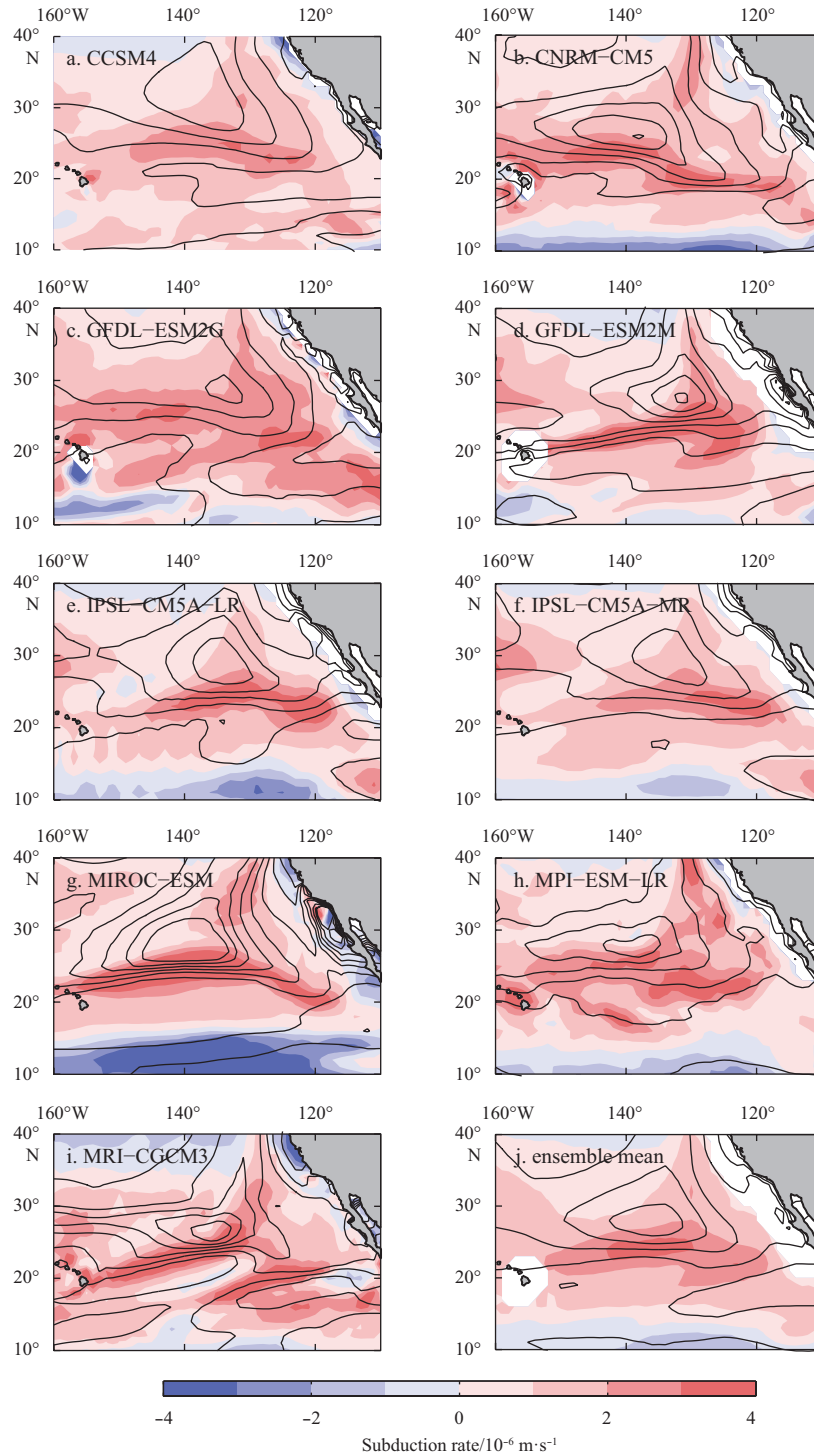 160°W 140° 120° 160°W 140° 120°
40° 40°
a. CCSM4 b. CNRM−CM5
N N
30° 30°
20° 20°
10° 10°
160°W 140° 120° 160°W 140° 120°
40° 40°
c. GFDL−ESM2G d. GFDL−ESM2M
N N
30° 30°
20° 20°
10° 10°
160°W 140° 120° 160°W 140° 120°
40° 40°
e. IPSL−CM5A−LR f. IPSL−CM5A−MR
N N
30° 30°
20° 20°
10° 10°
160°W 140° 120° 160°W 140° 120°
40° 40°
g. MIROC−ESM h. MPI−ESM−LR
N N
30° 30°
20° 20°
10° 10°
160°W 140° 120° 160°W 140° 120°
40° 40°
i. MRI−CGCM3 j. ensemble mean
N N
30° 30°
20° 20°
10° 10°
−4 −2 0 2 4
Subduction rate/10⁻⁶ m·s⁻¹